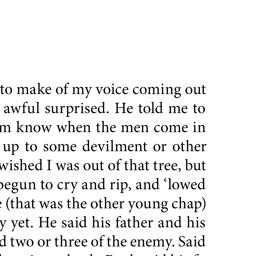 to make of my voice coming out
awful surprised. He told me to
m know when the men come in
up to some devilment or other
wished I was out of that tree, but
begun to cry and rip, and ‘lowed
e (that was the other young chap)
y yet. He said his father and his
d two or three of the enemy. Said